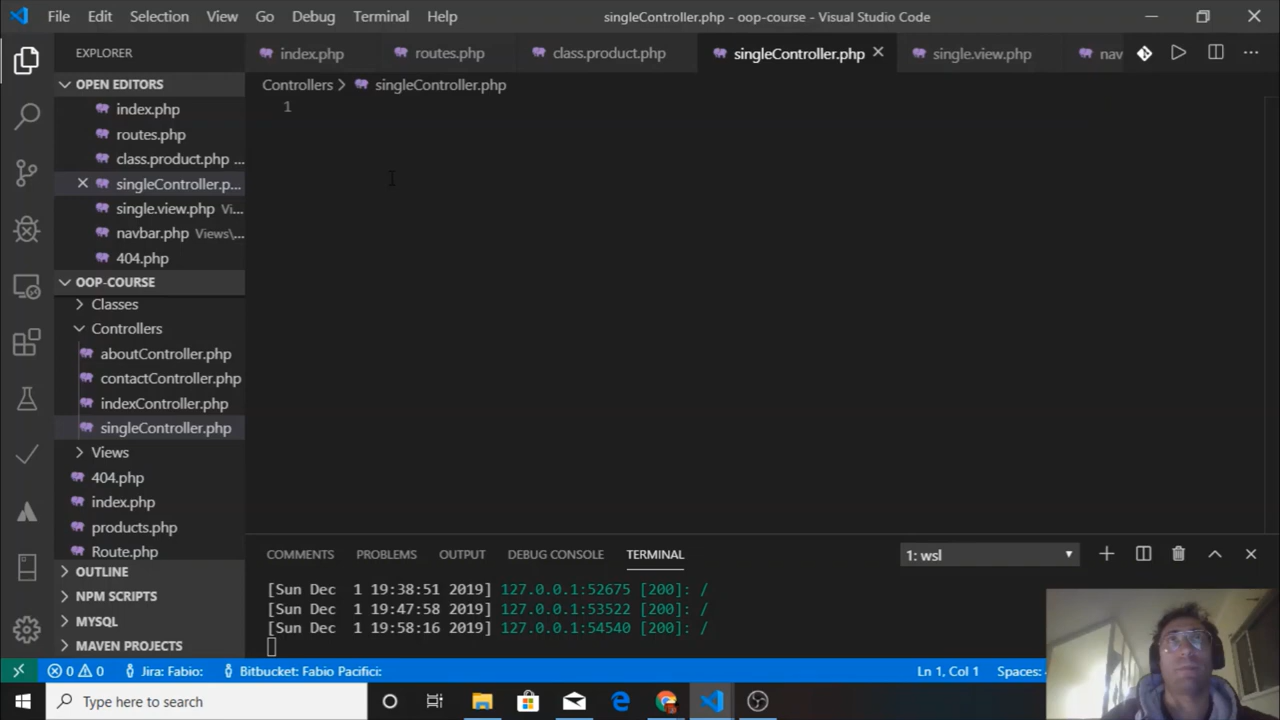 File Edit Selection View Go Debug Terminal Help singleController.php - oop-course - Visual Studio Code
EXPLORER
index.php routes.php class.product.php singleController.php single.view.php nav
OPEN EDITORS
Controllers singleController.php
index.php
1
routes.php
class.product.php ...
singleController.p...
single.view.php Vi...
navbar.php Views\...
404.php
OOP-COURSE
Classes
Controllers
aboutController.php
contactController.php
indexController.php
singleController.php
Views
404.php
index.php
products.php
Route.php
OUTLINE
NPM SCRIPTS
MYSQL
MAVEN PROJECTS
COMMENTS PROBLEMS OUTPUT DEBUG CONSOLE TERMINAL 1: wsl
[Sun Dec 1 19:38:51 2019] 127.0.0.1:52675 [200]: /
[Sun Dec 1 19:47:58 2019] 127.0.0.1:53522 [200]: /
[Sun Dec 1 19:58:16 2019] 127.0.0.1:54540 [200]: /
0 0 Jira: Fabio: Bitbucket: Fabio Pacifici: Ln 1, Col 1 Spaces:
Type here to search